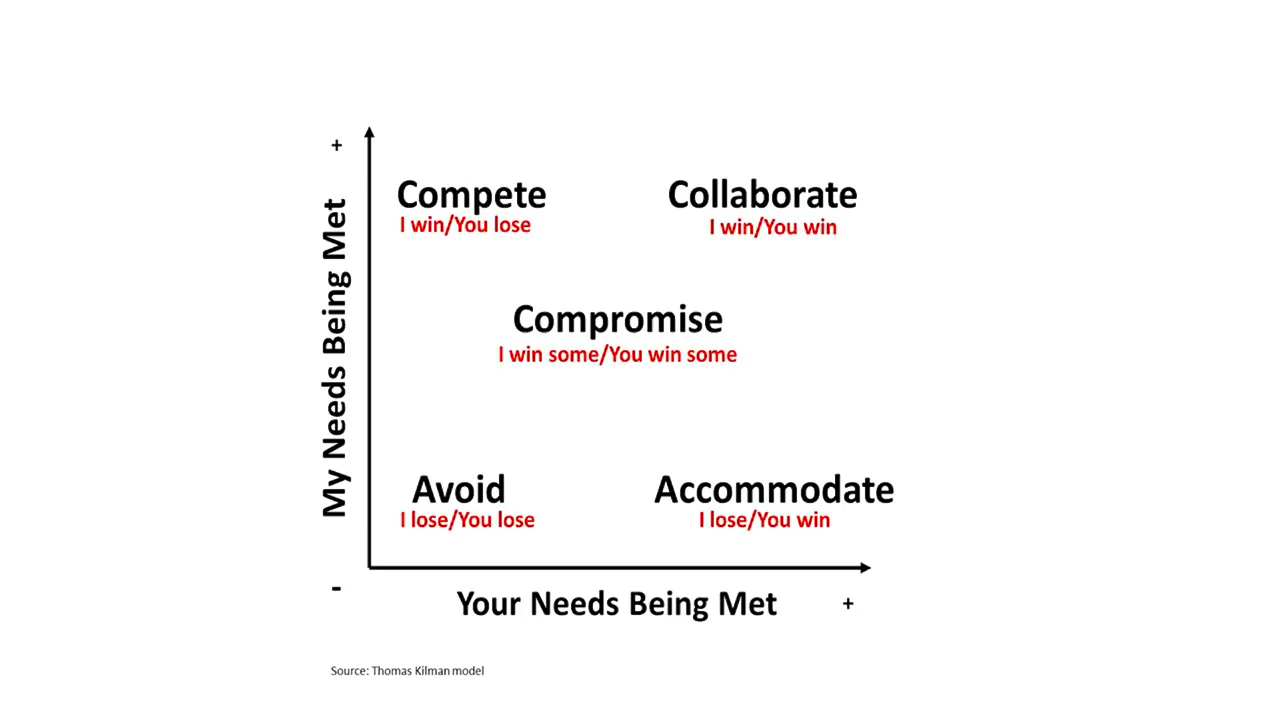 +
My Needs Being Met
-
Compete
I win/You lose
Collaborate
I win/You win
Compromise
I win some/You win some
Avoid
I lose/You lose
Accommodate
I lose/You win
Your Needs Being Met
+
Source: Thomas Kilman model